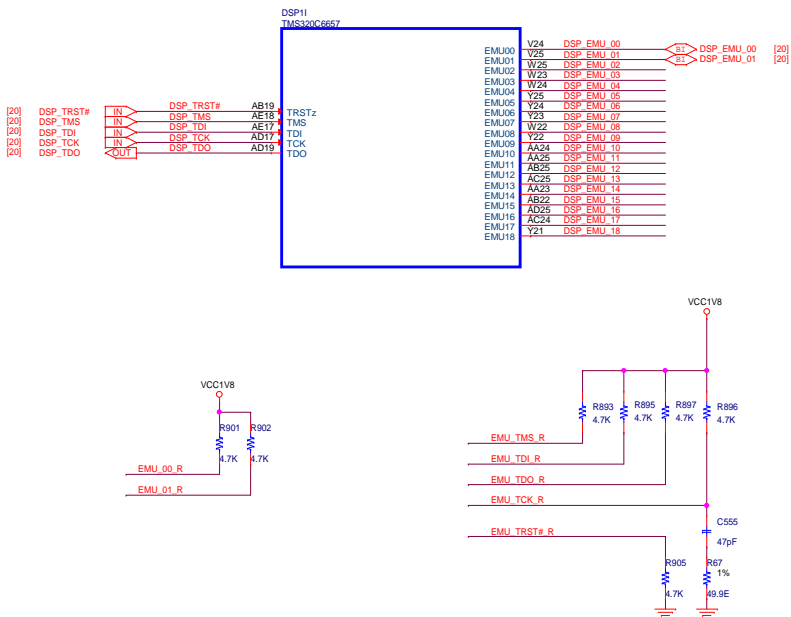 DSP1I
TMS320C6657
EMU00 V24 DSP_EMU_00 BI DSP_EMU_00 [20]
EMU01 V25 DSP_EMU_01 BI DSP_EMU_01 [20]
EMU02 W25 DSP_EMU_02
EMU03 W23 DSP_EMU_03
EMU04 W24 DSP_EMU_04
EMU05 Y25 DSP_EMU_05
EMU06 Y24 DSP_EMU_06
EMU07 Y23 DSP_EMU_07
EMU08 W22 DSP_EMU_08
EMU09 Y22 DSP_EMU_09
EMU10 AA24 DSP_EMU_10
EMU11 AA25 DSP_EMU_11
EMU12 AB25 DSP_EMU_12
EMU13 AC25 DSP_EMU_13
EMU14 AA23 DSP_EMU_14
EMU15 AB22 DSP_EMU_15
EMU16 AD25 DSP_EMU_16
EMU17 AC24 DSP_EMU_17
EMU18 Y21 DSP_EMU_18
[20] DSP_TRST# IN DSP_TRST# AB19 TRSTz
[20] DSP_TMS IN DSP_TMS AE18 TMS
[20] DSP_TDI IN DSP_TDI AE17 TDI
[20] DSP_TCK IN DSP_TCK AD17 TCK
[20] DSP_TDO OUT DSP_TDO AD19 TDO
VCC1V8
R901 R902
4.7K 4.7K
EMU_00_R
EMU_01_R
VCC1V8
R893 R895 R897 R896
4.7K 4.7K 4.7K 4.7K
EMU_TMS_R
EMU_TDI_R
EMU_TDO_R
EMU_TCK_R
C555
47pF
EMU_TRST#_R
R905 R67
1%
4.7K 49.9E